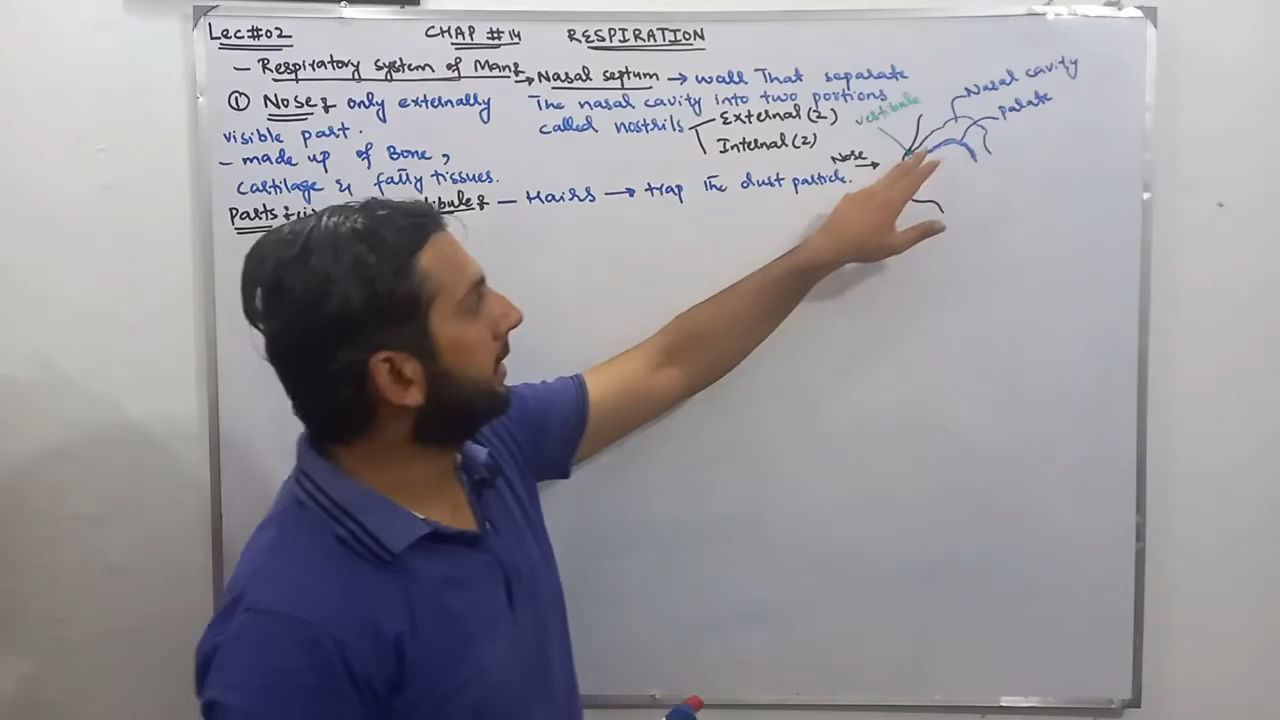 Lec#02 CHAP #14 RESPIRATION
- Respiratory system of Man:
① Nose: only externally
visible part.
- made up of Bone,
cartilage & fatty tissues.
Parts:
→ Nasal septum → wall That separate
The nasal cavity into two portions
called nostrils External (2)
Internal (2)
- Hairs → trap The dust particle.
vestibule
Nasal cavity
palate
Nose →